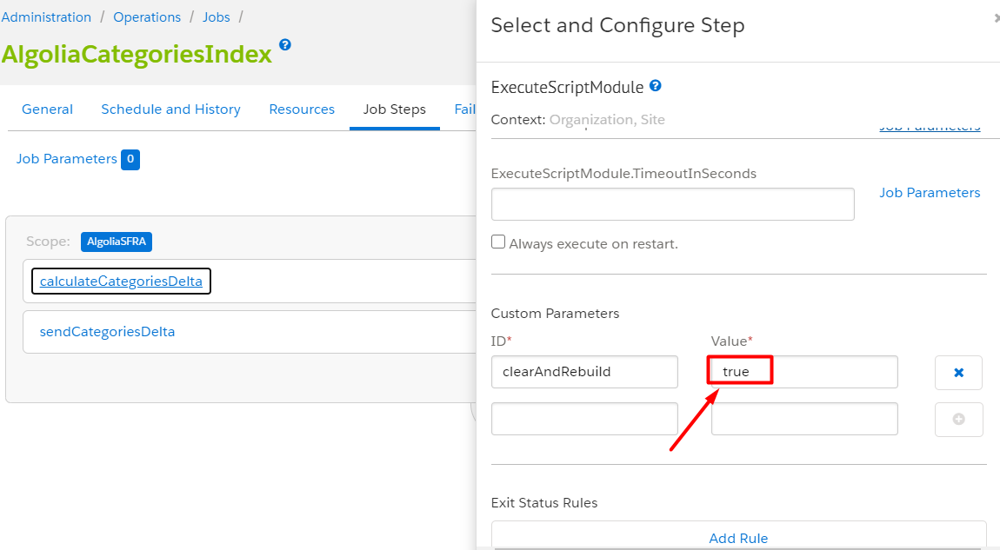 Administration / Operations / Jobs /
AlgoliaCategoriesIndex ?
General Schedule and History Resources Job Steps Fail
Job Parameters 0
Scope: AlgoliaSFRA
calculateCategoriesDelta
sendCategoriesDelta
Select and Configure Step
ExecuteScriptModule ?
Context: Organization, Site
Job Parameters
ExecuteScriptModule.TimeoutInSeconds
Job Parameters
Always execute on restart.
Custom Parameters
ID* Value*
clearAndRebuild true
Exit Status Rules
Add Rule